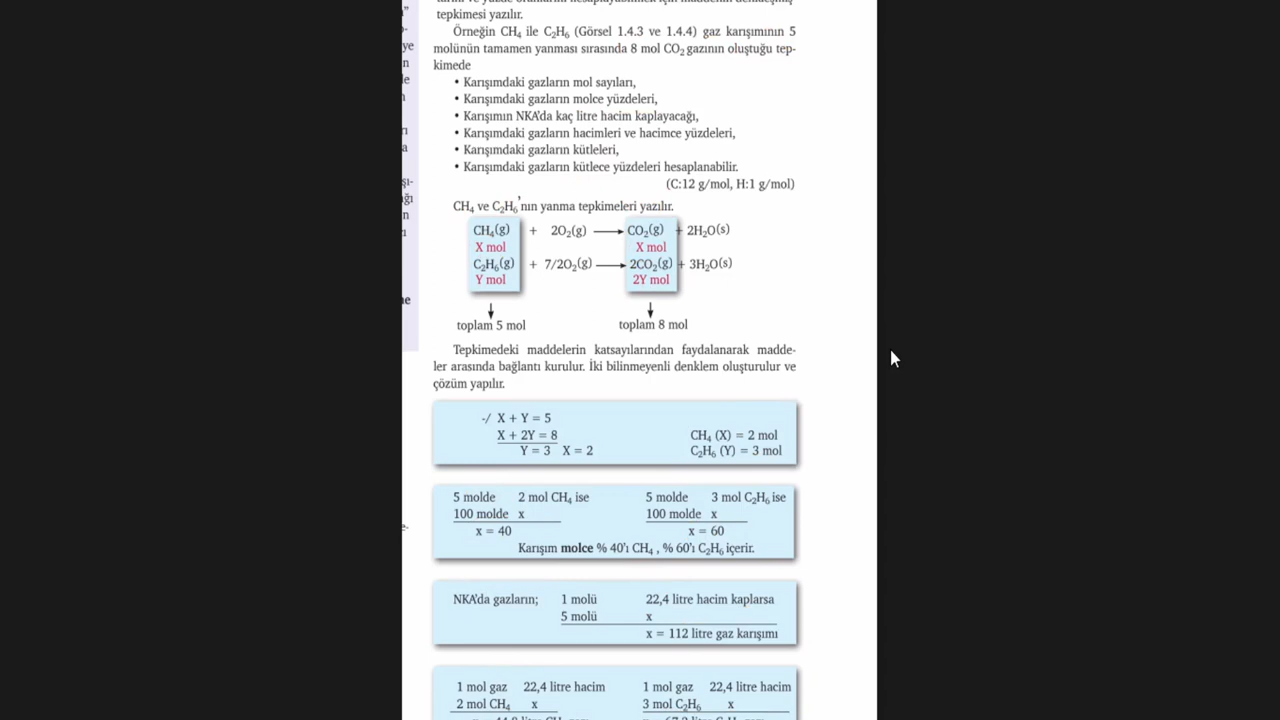 tepkimesi yazılır.
Örneğin CH₄ ile C₂H₆ (Görsel 1.4.3 ve 1.4.4) gaz karışımının 5
molünün tamamen yanması sırasında 8 mol CO₂ gazının oluştuğu tep-
kimede
• Karışımdaki gazların mol sayıları,
• Karışımdaki gazların molce yüzdeleri,
• Karışımın NKA'da kaç litre hacim kaplayacağı,
• Karışımdaki gazların hacimleri ve hacimce yüzdeleri,
• Karışımdaki gazların kütleleri,
• Karışımdaki gazların kütlece yüzdeleri hesaplanabilir.
(C:12 g/mol, H:1 g/mol)
CH₄ ve C₂H₆'nın yanma tepkimeleri yazılır.
CH₄(g) + 2O₂(g) ⟶ CO₂(g) + 2H₂O(s)
X mol X mol
C₂H₆(g) + 7/2O₂(g) ⟶ 2CO₂(g) + 3H₂O(s)
Y mol 2Y mol
toplam 5 mol toplam 8 mol
Tepkimedeki maddelerin katsayılarından faydalanarak madde-
ler arasında bağlantı kurulur. İki bilinmeyenli denklem oluşturulur ve
çözüm yapılır.
-/ X + Y = 5
X + 2Y = 8 CH₄ (X) = 2 mol
Y = 3 X = 2 C₂H₆ (Y) = 3 mol
5 molde 2 mol CH₄ ise 5 molde 3 mol C₂H₆ ise
100 molde x 100 molde x
x = 40 x = 60
Karışım molce % 40'ı CH₄ , % 60'ı C₂H₆ içerir.
NKA'da gazların; 1 molü 22,4 litre hacim kaplarsa
5 molü x
x = 112 litre gaz karışımı
1 mol gaz 22,4 litre hacim 1 mol gaz 22,4 litre hacim
2 mol CH₄ x 3 mol C₂H₆ x